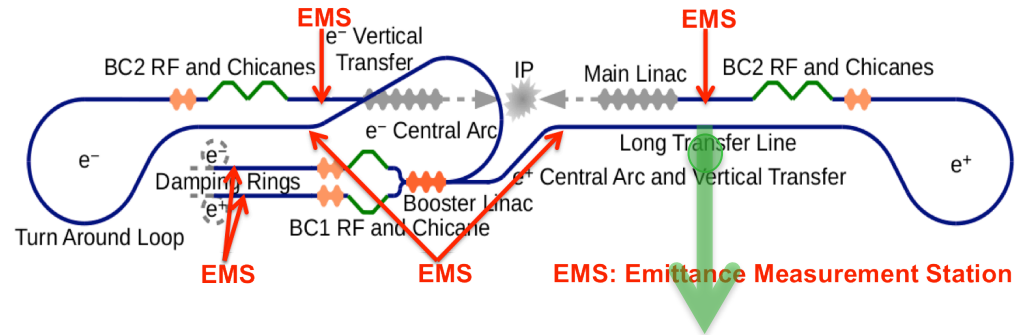 EMS
EMS
e⁻ Vertical
Transfer
BC2 RF and Chicanes
IP
Main Linac
BC2 RF and Chicanes
e⁻ Central Arc
Long Transfer Line
e⁻
e⁻
e⁺
Damping Rings
e⁺ Central Arc and Vertical Transfer
e⁺
Booster Linac
BC1 RF and Chicane
Turn Around Loop
EMS
EMS
EMS: Emittance Measurement Station